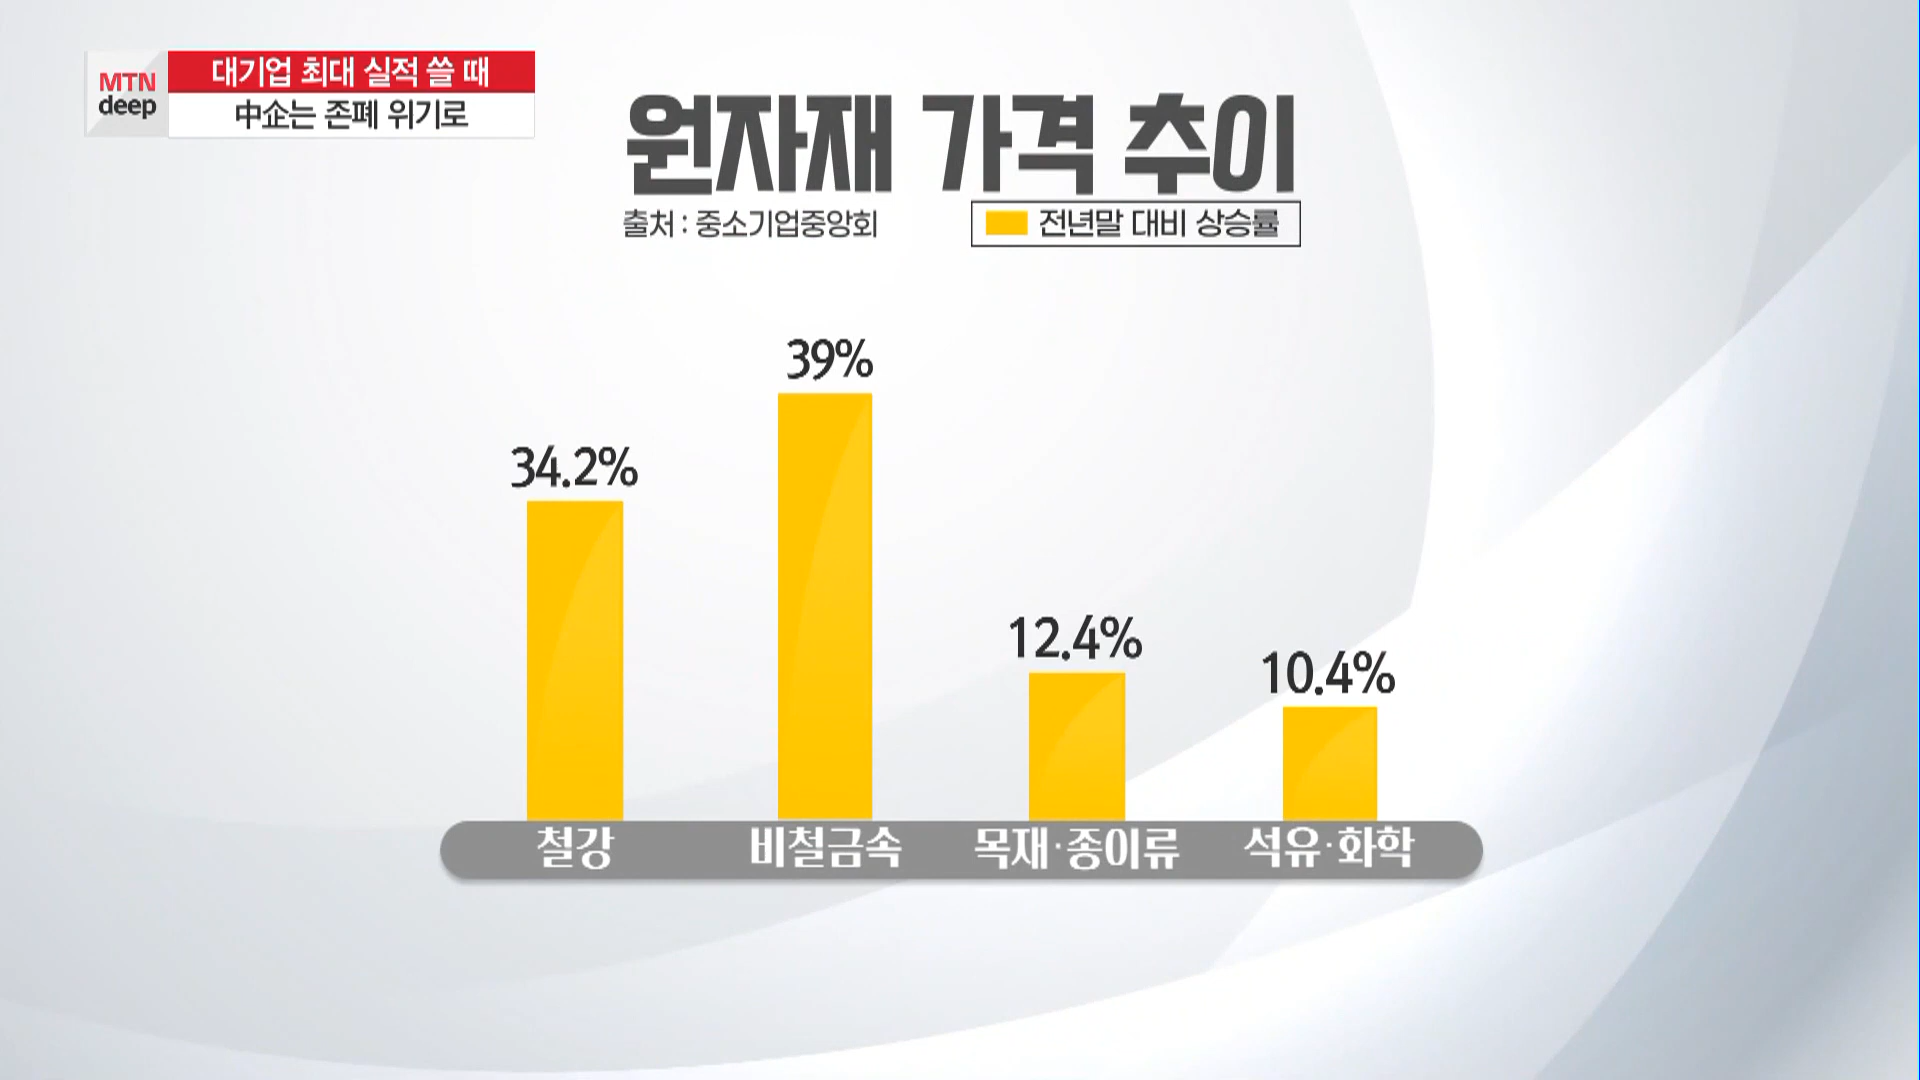 MTN
deep
대기업 최대 실적 쓸 때
中企는 존폐 위기로
원자재 가격 추이
출처 : 중소기업중앙회
전년말 대비 상승률
34.2%
39%
12.4%
10.4%
철강
비철금속
목재·종이류
석유·화학